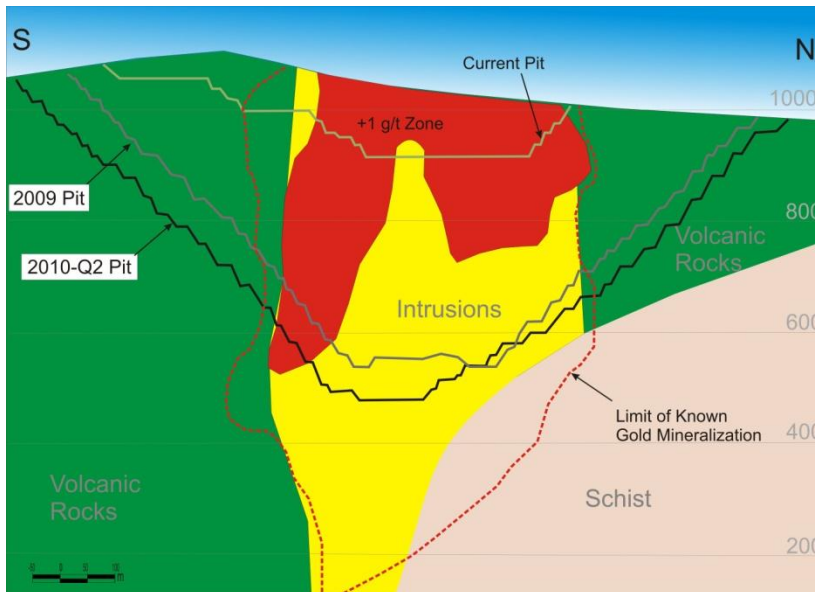 S
N
Current Pit
1000
+1 g/t Zone
2009 Pit
800
Volcanic
Rocks
2010-Q2 Pit
Intrusions
600
Limit of Known
Gold Mineralization
400
Volcanic
Rocks
Schist
200